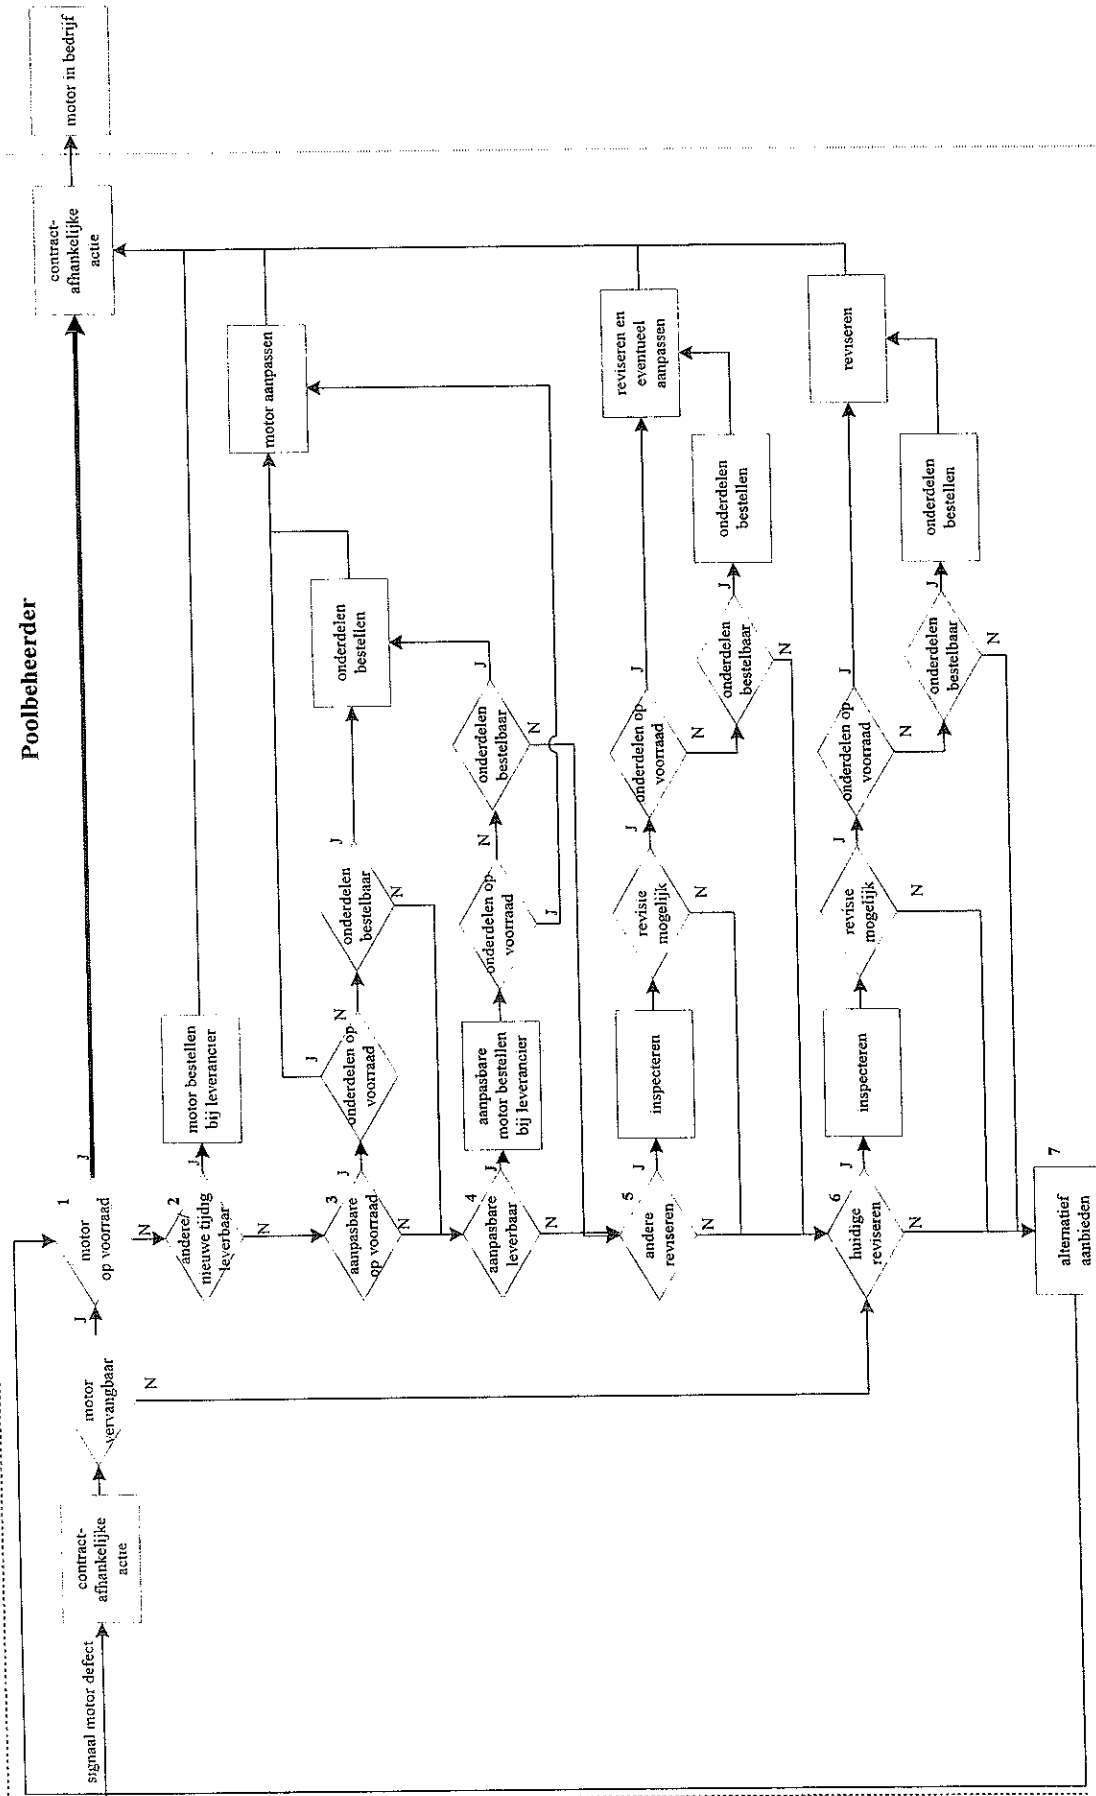 Poolbeheerder
signaal motor defect
contract-
afhankelijke
actie
motor
vervangbaar
J
N
1
motor
op voorraad
J
N
contract-
afhankelijke
actie
motor in bedrijf
2
andere/
nieuwe tijdig
leverbaar
J
N
motor bestellen
bij leverancier
3
aanpasbare
op voorraad
J
N
onderdelen op
voorraad
J
N
onderdelen
bestelbaar
J
N
onderdelen
bestellen
motor aanpassen
4
aanpasbare
leverbaar
J
N
aanpasbare
motor bestellen
bij leverancier
onderdelen op
voorraad
N
J
onderdelen
bestelbaar
J
N
5
andere
reviseren
J
N
inspecteren
revisie
mogelijk
J
N
onderdelen op
voorraad
J
N
onderdelen
bestelbaar
J
N
onderdelen
bestellen
reviseren en
eventueel
aanpassen
6
huidige
reviseren
J
N
inspecteren
revisie
mogelijk
J
N
onderdelen op
voorraad
J
N
onderdelen
bestelbaar
J
N
onderdelen
bestellen
reviseren
7
alternatief
aanbieden